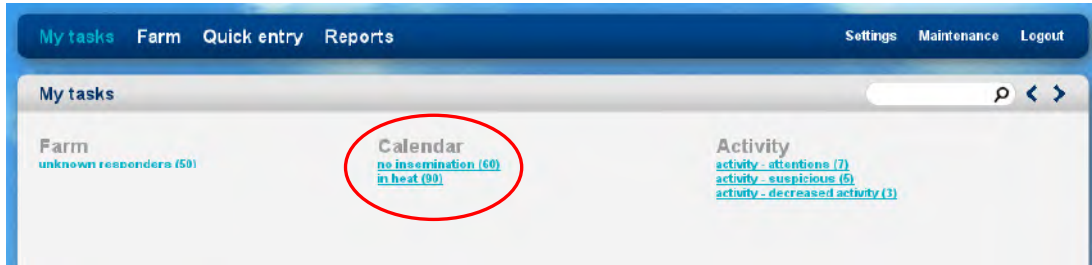 My tasks Farm Quick entry Reports Settings Maintenance Logout
My tasks
Farm
unknown responders (50)
Calendar
no insemination (60)
in heat (90)
Activity
activity - attentions (7)
activity - suspicious (5)
activity - decreased activity (3)